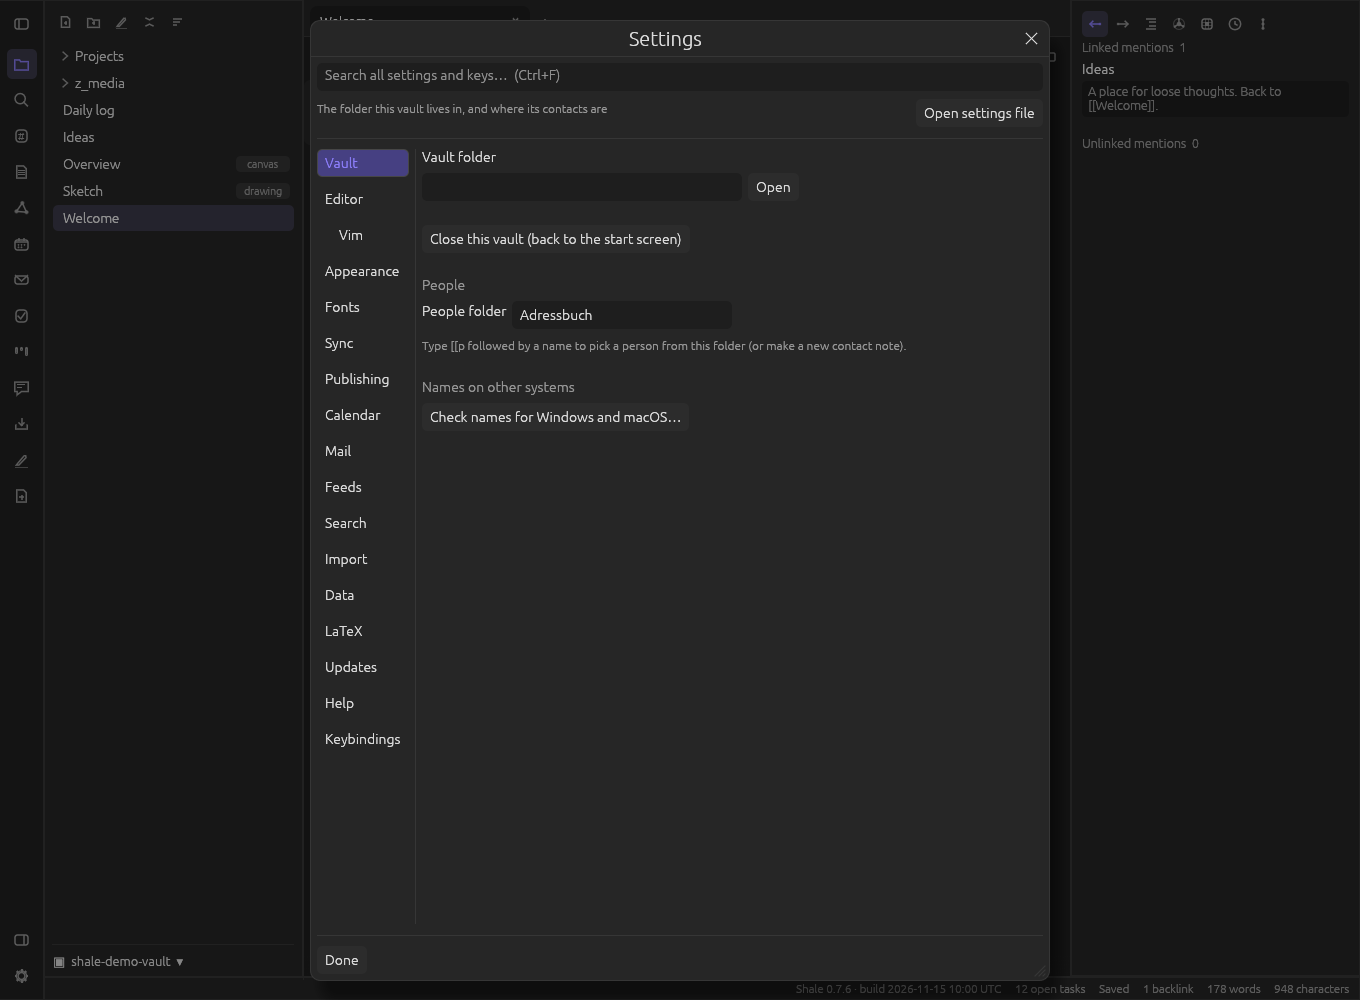 Projects
z_media
Daily log
Ideas
Overview canvas
Sketch drawing
Welcome
shale-demo-vault
Welcome
Settings
Search all settings and keys… (Ctrl+F)
The folder this vault lives in, and where its contacts are
Open settings file
Vault
Editor
Vim
Appearance
Fonts
Sync
Publishing
Calendar
Mail
Feeds
Search
Import
Data
LaTeX
Updates
Help
Keybindings
Vault folder
Open
Close this vault (back to the start screen)
People
People folder Adressbuch
Type [[p followed by a name to pick a person from this folder (or make a new contact note).
Names on other systems
Check names for Windows and macOS…
Done
Linked mentions 1
Ideas
A place for loose thoughts. Back to
[[Welcome]].
Unlinked mentions 0
Shale 0.7.6 · build 2026-11-15 10:00 UTC 12 open tasks Saved 1 backlink 178 words 948 characters